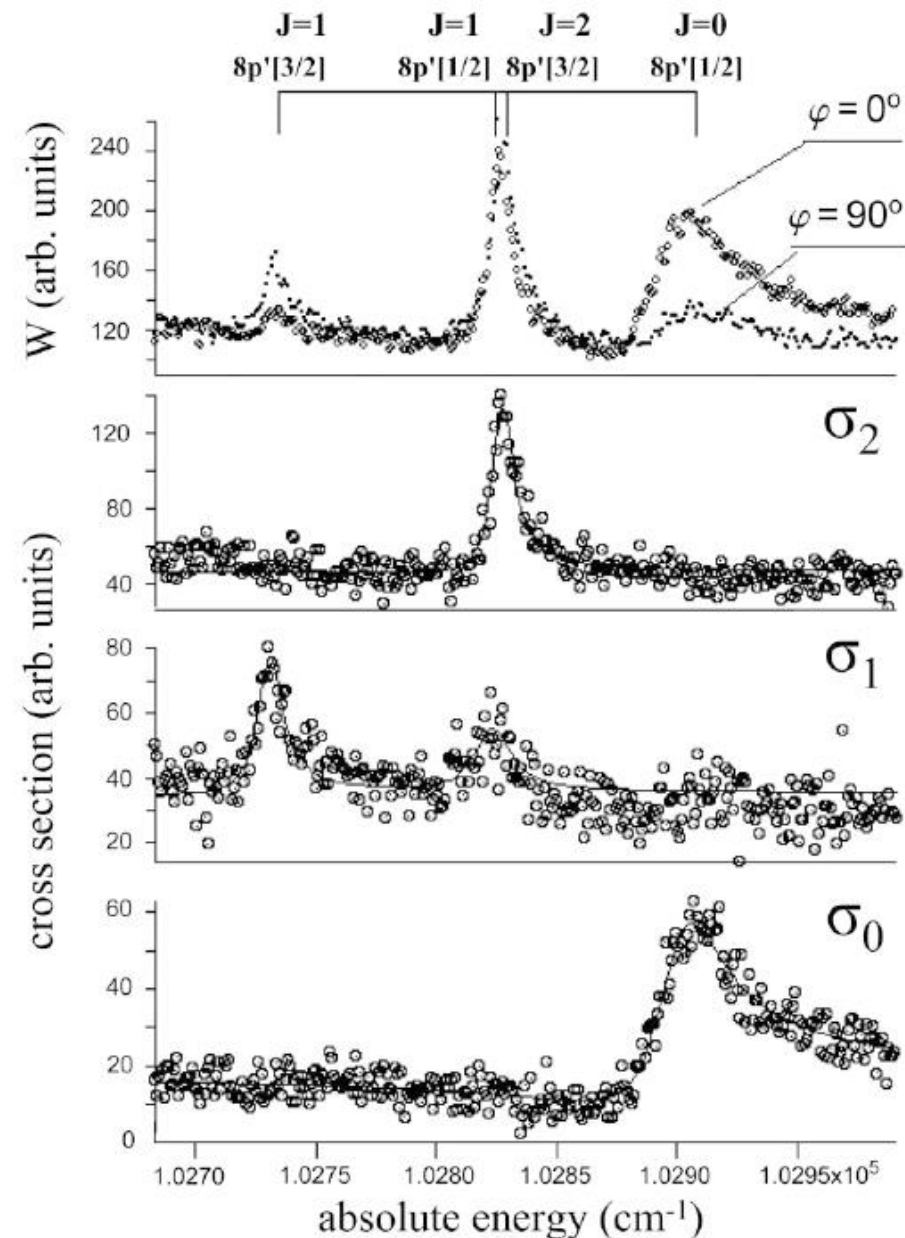 J=1 J=1 J=2 J=0
8p'[3/2] 8p'[1/2] 8p'[3/2] 8p'[1/2]
φ = 0°
φ = 90°
W (arb. units)
240
200
160
120
σ2
120
80
40
cross section (arb. units)
σ1
80
60
40
20
σ0
60
40
20
0
1.0270 1.0275 1.0280 1.0285 1.0290 1.0295x10⁵
absolute energy (cm⁻¹)